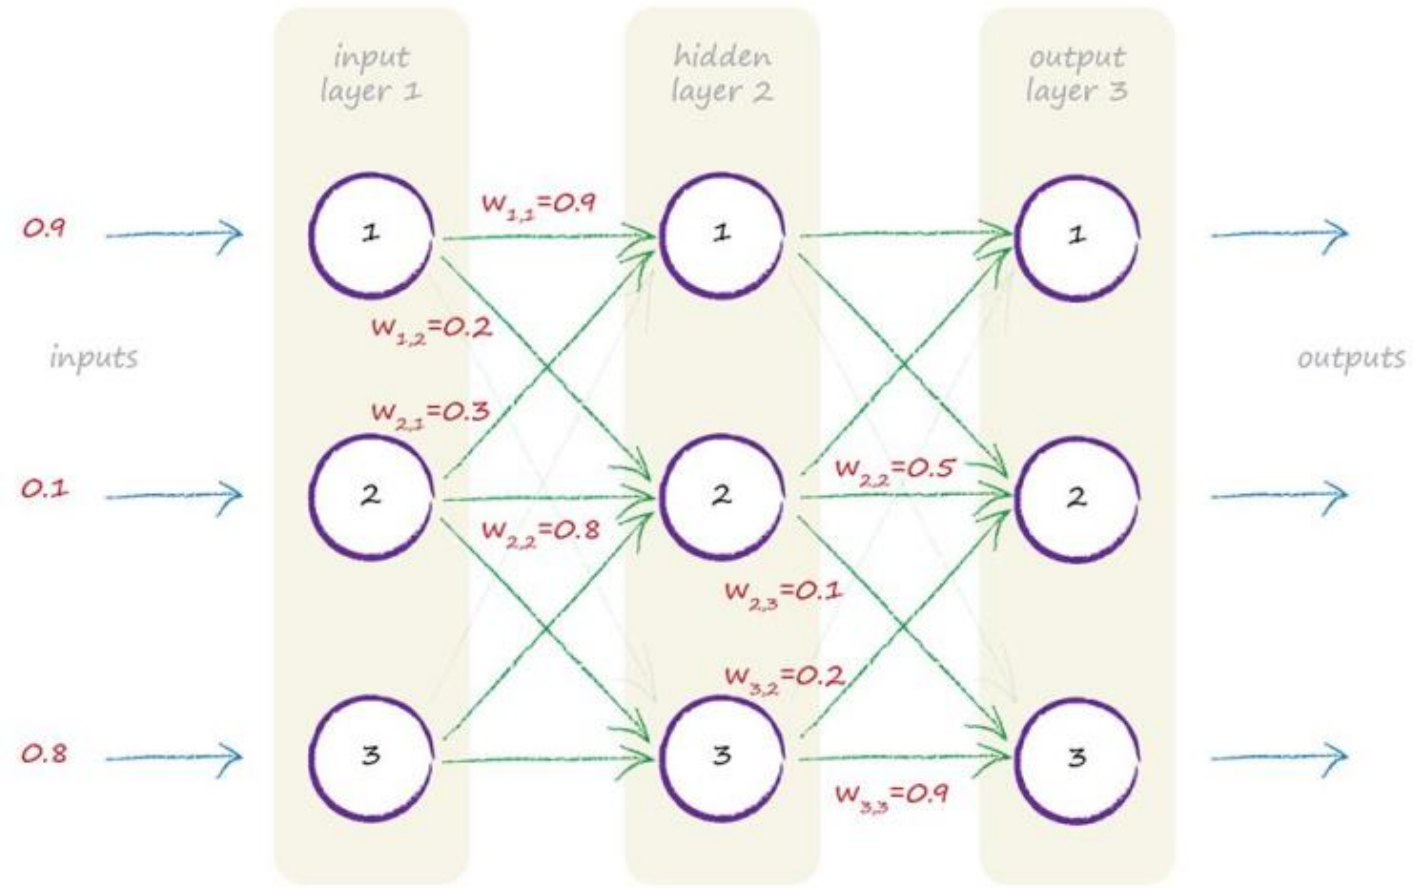 input
layer 1
hidden
layer 2
output
layer 3
0.9
1
w1,1=0.9
1
1
w1,2=0.2
inputs
outputs
w2,1=0.3
0.1
2
2
w2,2=0.5
2
w2,2=0.8
w2,3=0.1
w3,2=0.2
0.8
3
3
3
w3,3=0.9